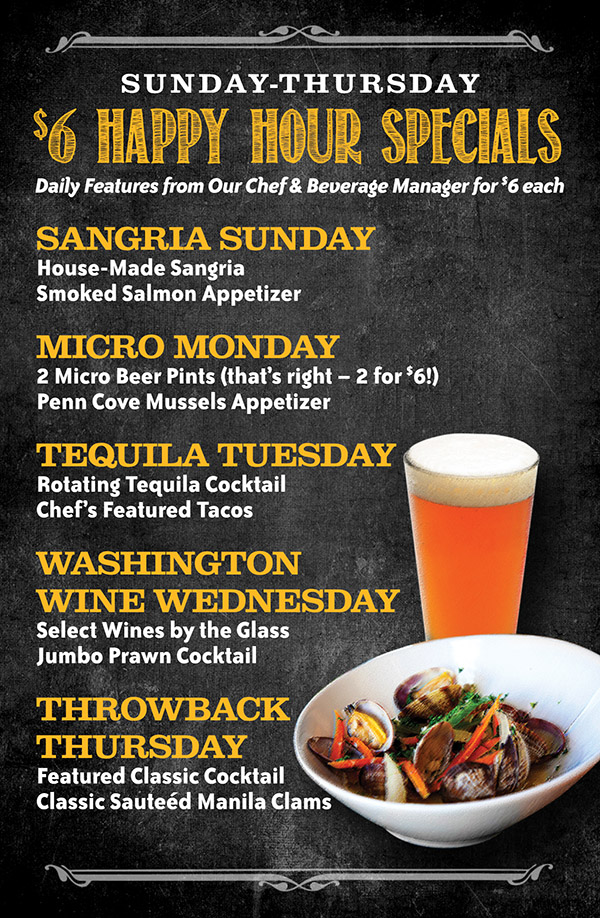 SUNDAY-THURSDAY
$6 HAPPY HOUR SPECIALS
Daily Features from Our Chef & Beverage Manager for $6 each
SANGRIA SUNDAY
House-Made Sangria
Smoked Salmon Appetizer
MICRO MONDAY
2 Micro Beer Pints (that's right – 2 for $6!)
Penn Cove Mussels Appetizer
TEQUILA TUESDAY
Rotating Tequila Cocktail
Chef's Featured Tacos
WASHINGTON
WINE WEDNESDAY
Select Wines by the Glass
Jumbo Prawn Cocktail
THROWBACK
THURSDAY
Featured Classic Cocktail
Classic Sauteéd Manila Clams